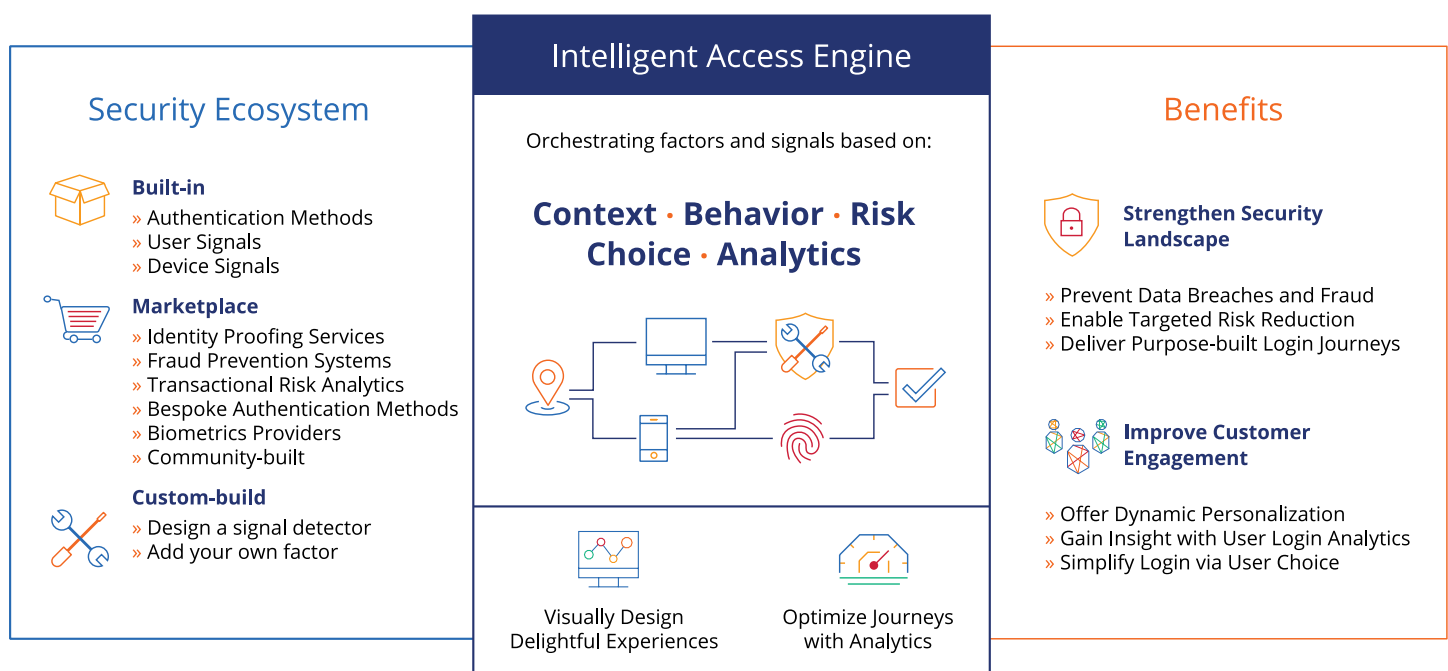 Security Ecosystem
Built-in
» Authentication Methods
» User Signals
» Device Signals
Marketplace
» Identity Proofing Services
» Fraud Prevention Systems
» Transactional Risk Analytics
» Bespoke Authentication Methods
» Biometrics Providers
» Community-built
Custom-build
» Design a signal detector
» Add your own factor
Intelligent Access Engine
Orchestrating factors and signals based on:
Context · Behavior · Risk
Choice · Analytics
Visually Design
Delightful Experiences
Optimize Journeys
with Analytics
Benefits
Strengthen Security
Landscape
» Prevent Data Breaches and Fraud
» Enable Targeted Risk Reduction
» Deliver Purpose-built Login Journeys
Improve Customer
Engagement
» Offer Dynamic Personalization
» Gain Insight with User Login Analytics
» Simplify Login via User Choice